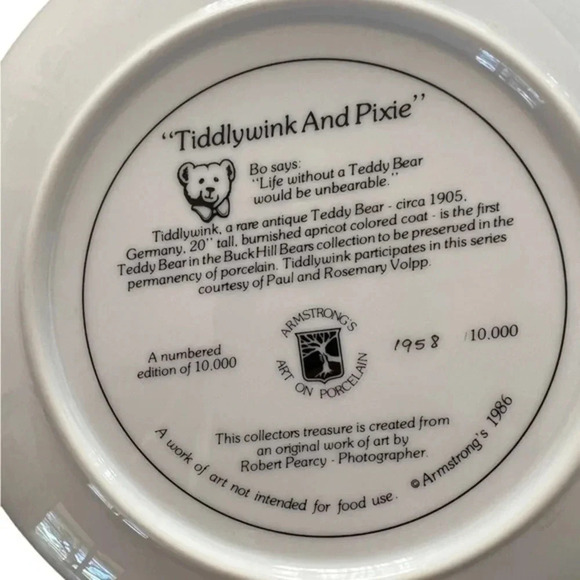 "Tiddlywink And Pixie"
Bo says:
"Life without a Teddy Bear
would be unbearable."
Tiddlywink, a rare antique Teddy Bear - circa 1905,
Germany, 20" tall, burnished apricot colored coat - is the first
Teddy Bear in the Buck Hill Bears collection to be preserved in the
permanency of porcelain. Tiddlywink participates in this series
courtesy of Paul and Rosemary Volpp.
A numbered
edition of 10.000
ARMSTRONG'S
ART ON PORCELAIN
1958 /10.000
This collectors treasure is created from
an original work of art by
Robert Pearcy - Photographer.
A work of art not intended for food use.
© Armstrong's 1986